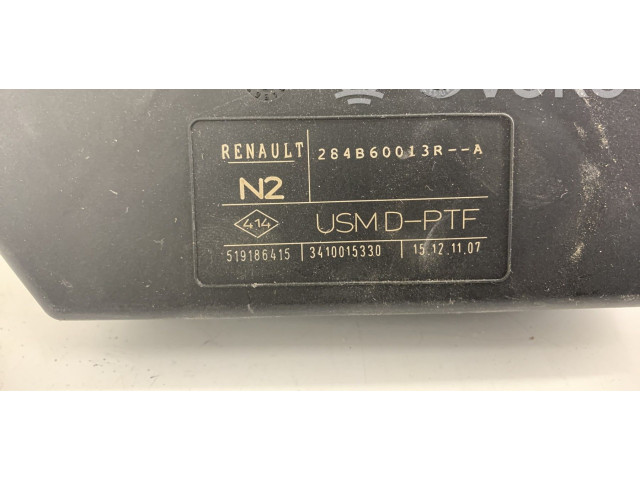 RENAULT 284B60013R--A
N2
414 USM D-PTF
519186415 3410015330 15.12.11.07